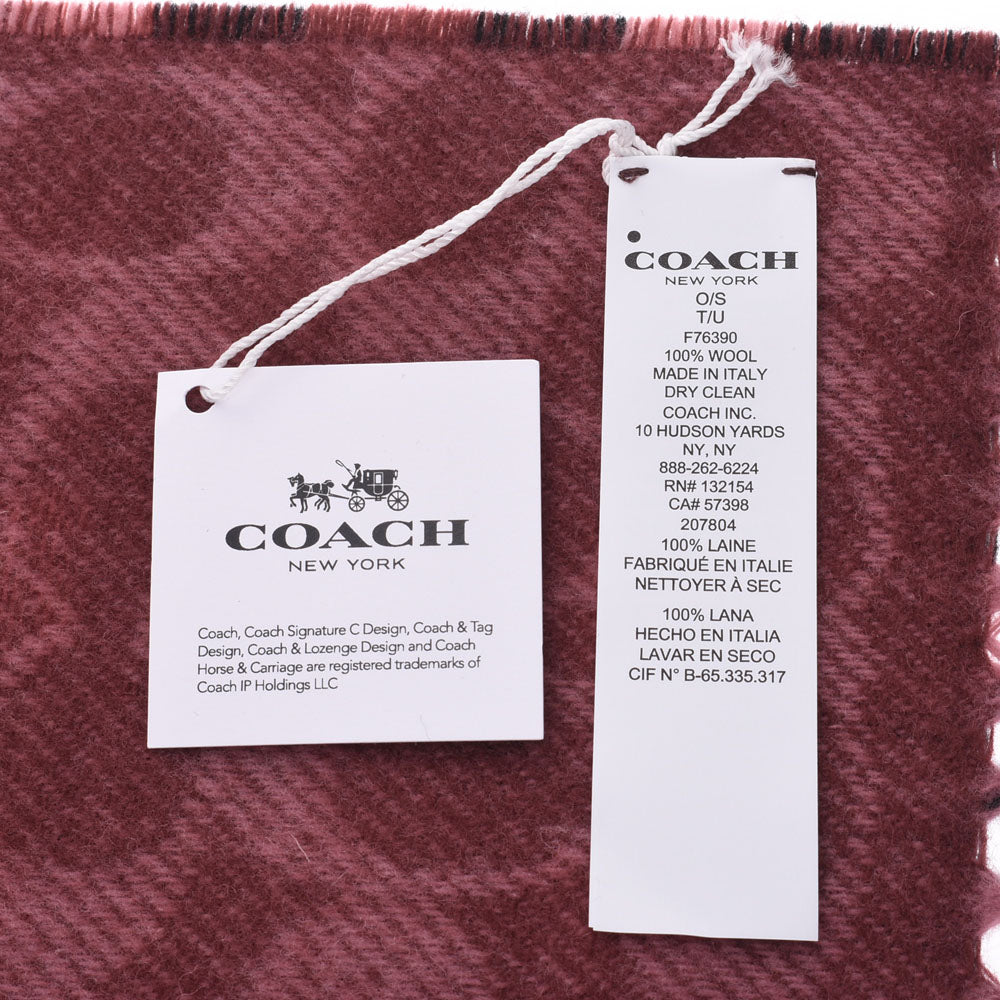 COACH
NEW YORK
Coach, Coach Signature C Design, Coach & Tag
Design, Coach & Lozenge Design and Coach
Horse & Carriage are registered trademarks of
Coach IP Holdings LLC
COACH
NEW YORK
O/S
T/U
F76390
100% WOOL
MADE IN ITALY
DRY CLEAN
COACH INC.
10 HUDSON YARDS
NY, NY
888-262-6224
RN# 132154
CA# 57398
207804
100% LAINE
FABRIQUÉ EN ITALIE
NETTOYER À SEC
100% LANA
HECHO EN ITALIA
LAVAR EN SECO
CIF N° B-65.335.317